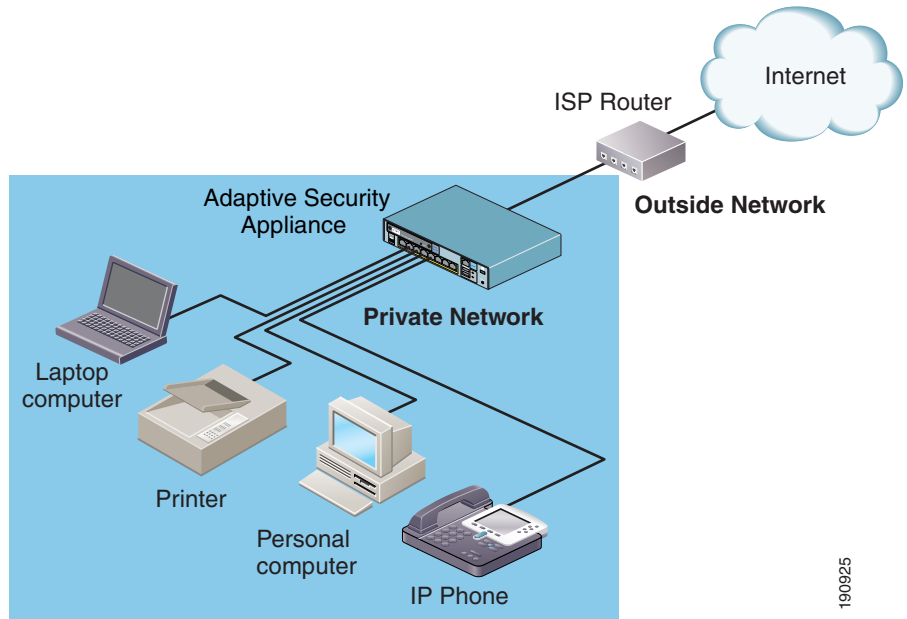 Internet
ISP Router
Outside Network
Adaptive Security
Appliance
Private Network
Laptop
computer
Printer
Personal
computer
IP Phone
190925